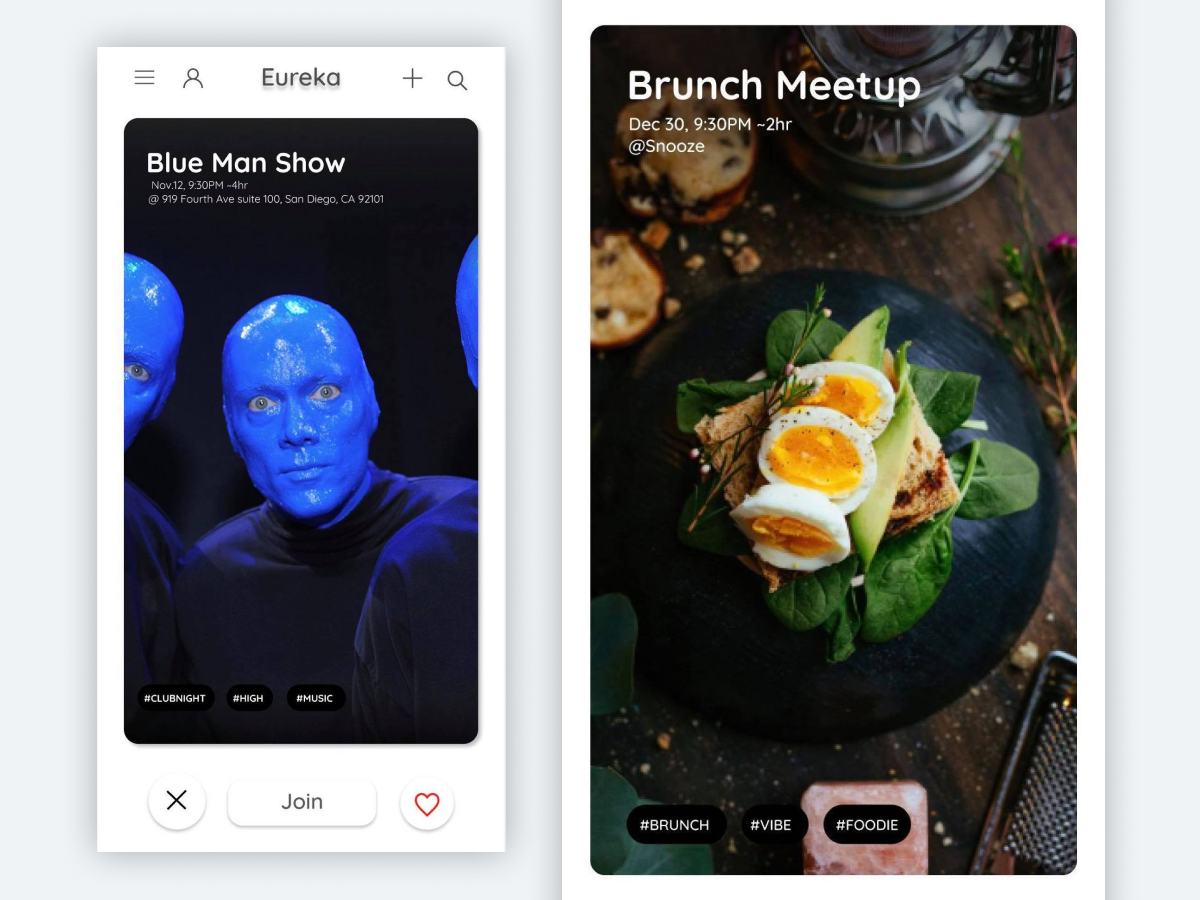 Eureka
Blue Man Show
Nov.12, 9:30PM ~4hr
@ 919 Fourth Ave suite 100, San Diego, CA 92101
#CLUBNIGHT #HIGH #MUSIC
Join
Brunch Meetup
Dec 30, 9:30PM ~2hr
@Snooze
#BRUNCH #VIBE #FOODIE